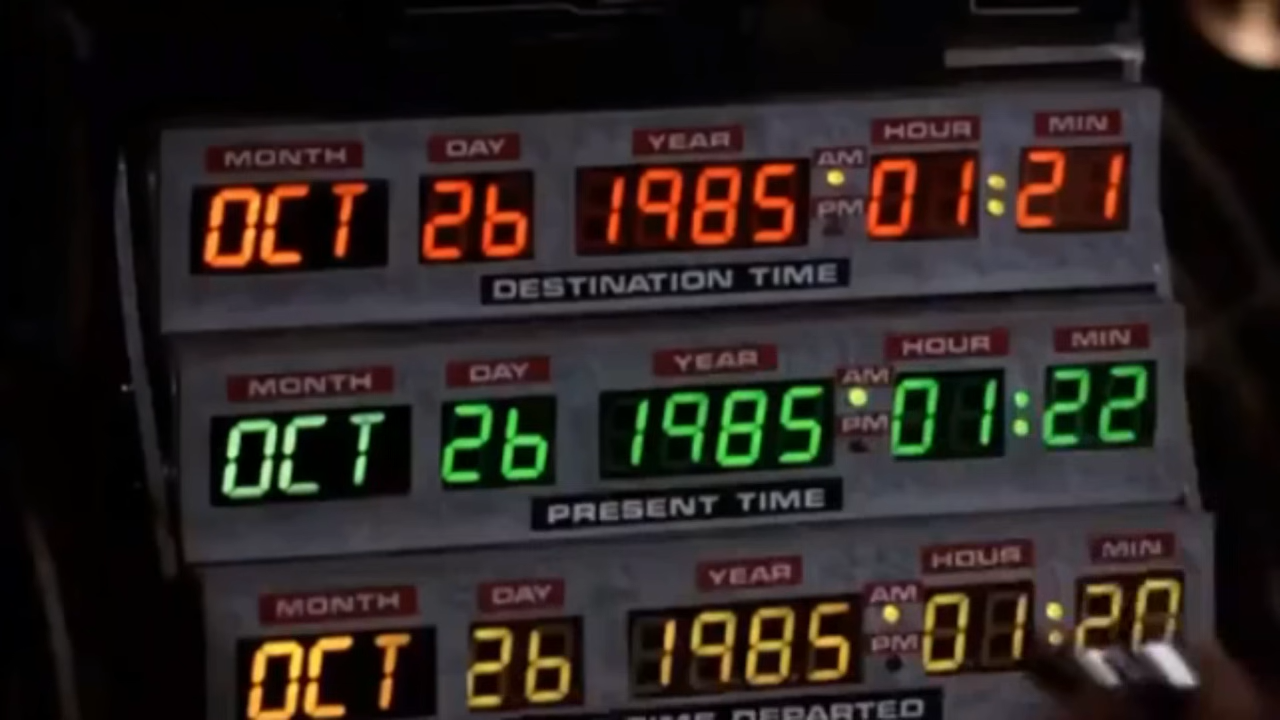 MONTH DAY YEAR AM HOUR MIN
OCT 26 1985 PM 01:21
DESTINATION TIME
MONTH DAY YEAR AM HOUR MIN
OCT 26 1985 PM 01:22
PRESENT TIME
MONTH DAY YEAR AM HOUR MIN
OCT 26 1985 PM 01:20
TIME DEPARTED